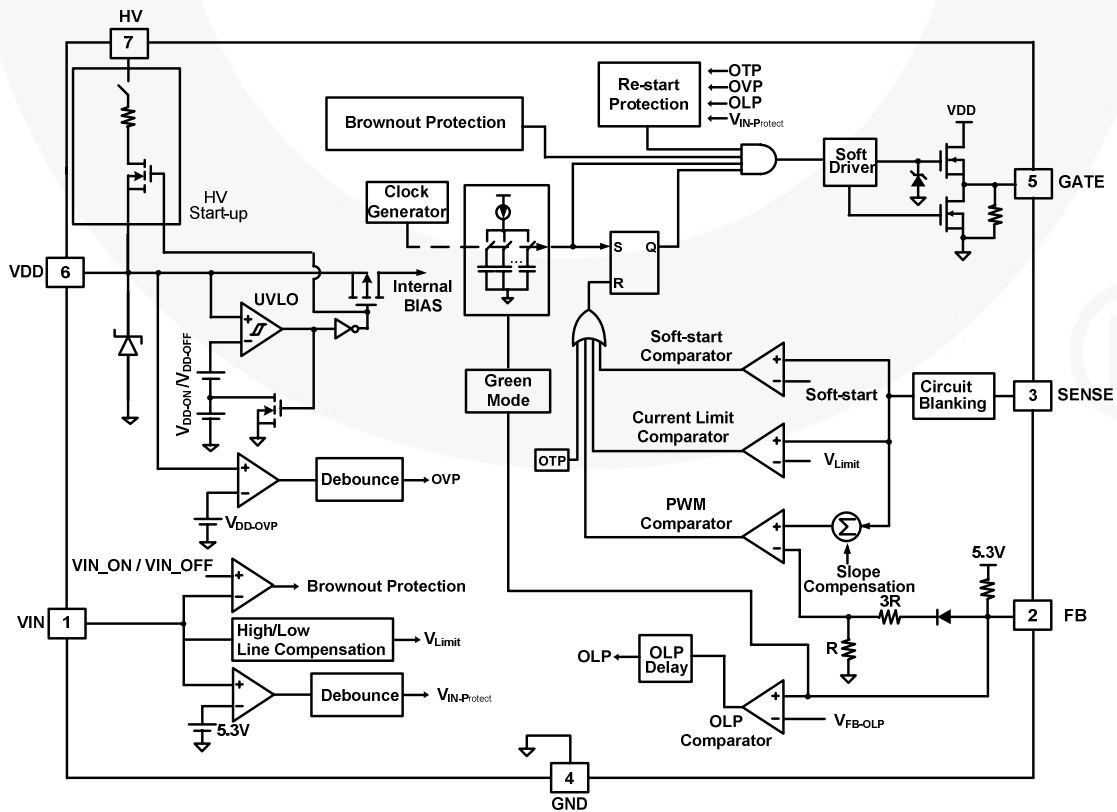 HV
7
HV
Start-up
Brownout Protection
Re-start
Protection
OTP
OVP
OLP
VIN-Protect
VDD
Soft
Driver
5
GATE
Clock
Generator
S
Q
R
VDD
6
Internal
BIAS
UVLO
VDD-ON /VDD-OFF
Green
Mode
...
Soft-start
Comparator
Soft-start
Circuit
Blanking
3
SENSE
Current Limit
Comparator
VLimit
OTP
Debounce
OVP
VDD-OVP
PWM
Comparator
Σ
Slope
Compensation
5.3V
3R
R
2
FB
VIN_ON / VIN_OFF
Brownout Protection
VIN
1
High/Low
Line Compensation
VLimit
Debounce
VIN-Protect
5.3V
OLP
OLP
Delay
OLP
Comparator
VFB-OLP
4
GND
+
−
+
−
+
−
+
−
+
−
+
−
+
−
+
−